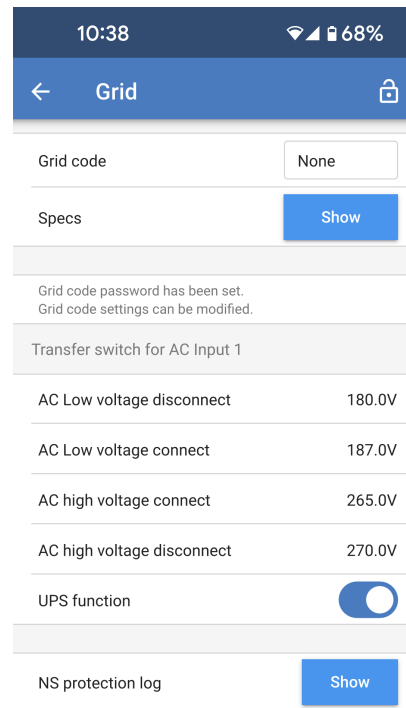 10:38 68%
Grid
Grid code None
Specs Show
Grid code password has been set.
Grid code settings can be modified.
Transfer switch for AC Input 1
AC Low voltage disconnect 180.0V
AC Low voltage connect 187.0V
AC high voltage connect 265.0V
AC high voltage disconnect 270.0V
UPS function
NS protection log Show